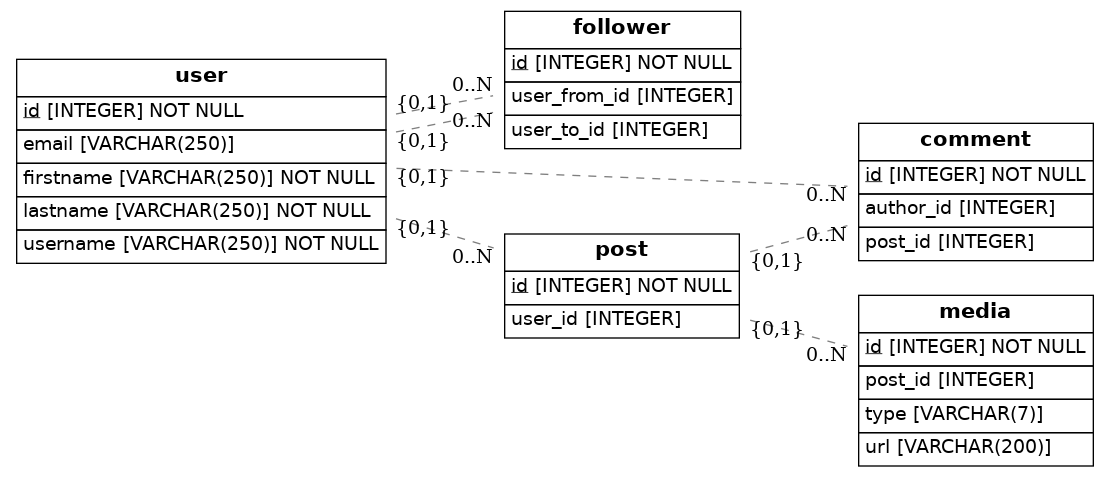 user
id [INTEGER] NOT NULL
email [VARCHAR(250)]
firstname [VARCHAR(250)] NOT NULL
lastname [VARCHAR(250)] NOT NULL
username [VARCHAR(250)] NOT NULL
{0,1}
{0,1}
{0,1}
{0,1}
0..N
0..N
0..N
follower
id [INTEGER] NOT NULL
user_from_id [INTEGER]
user_to_id [INTEGER]
post
id [INTEGER] NOT NULL
user_id [INTEGER]
{0,1}
{0,1}
0..N
0..N
0..N
comment
id [INTEGER] NOT NULL
author_id [INTEGER]
post_id [INTEGER]
media
id [INTEGER] NOT NULL
post_id [INTEGER]
type [VARCHAR(7)]
url [VARCHAR(200)]